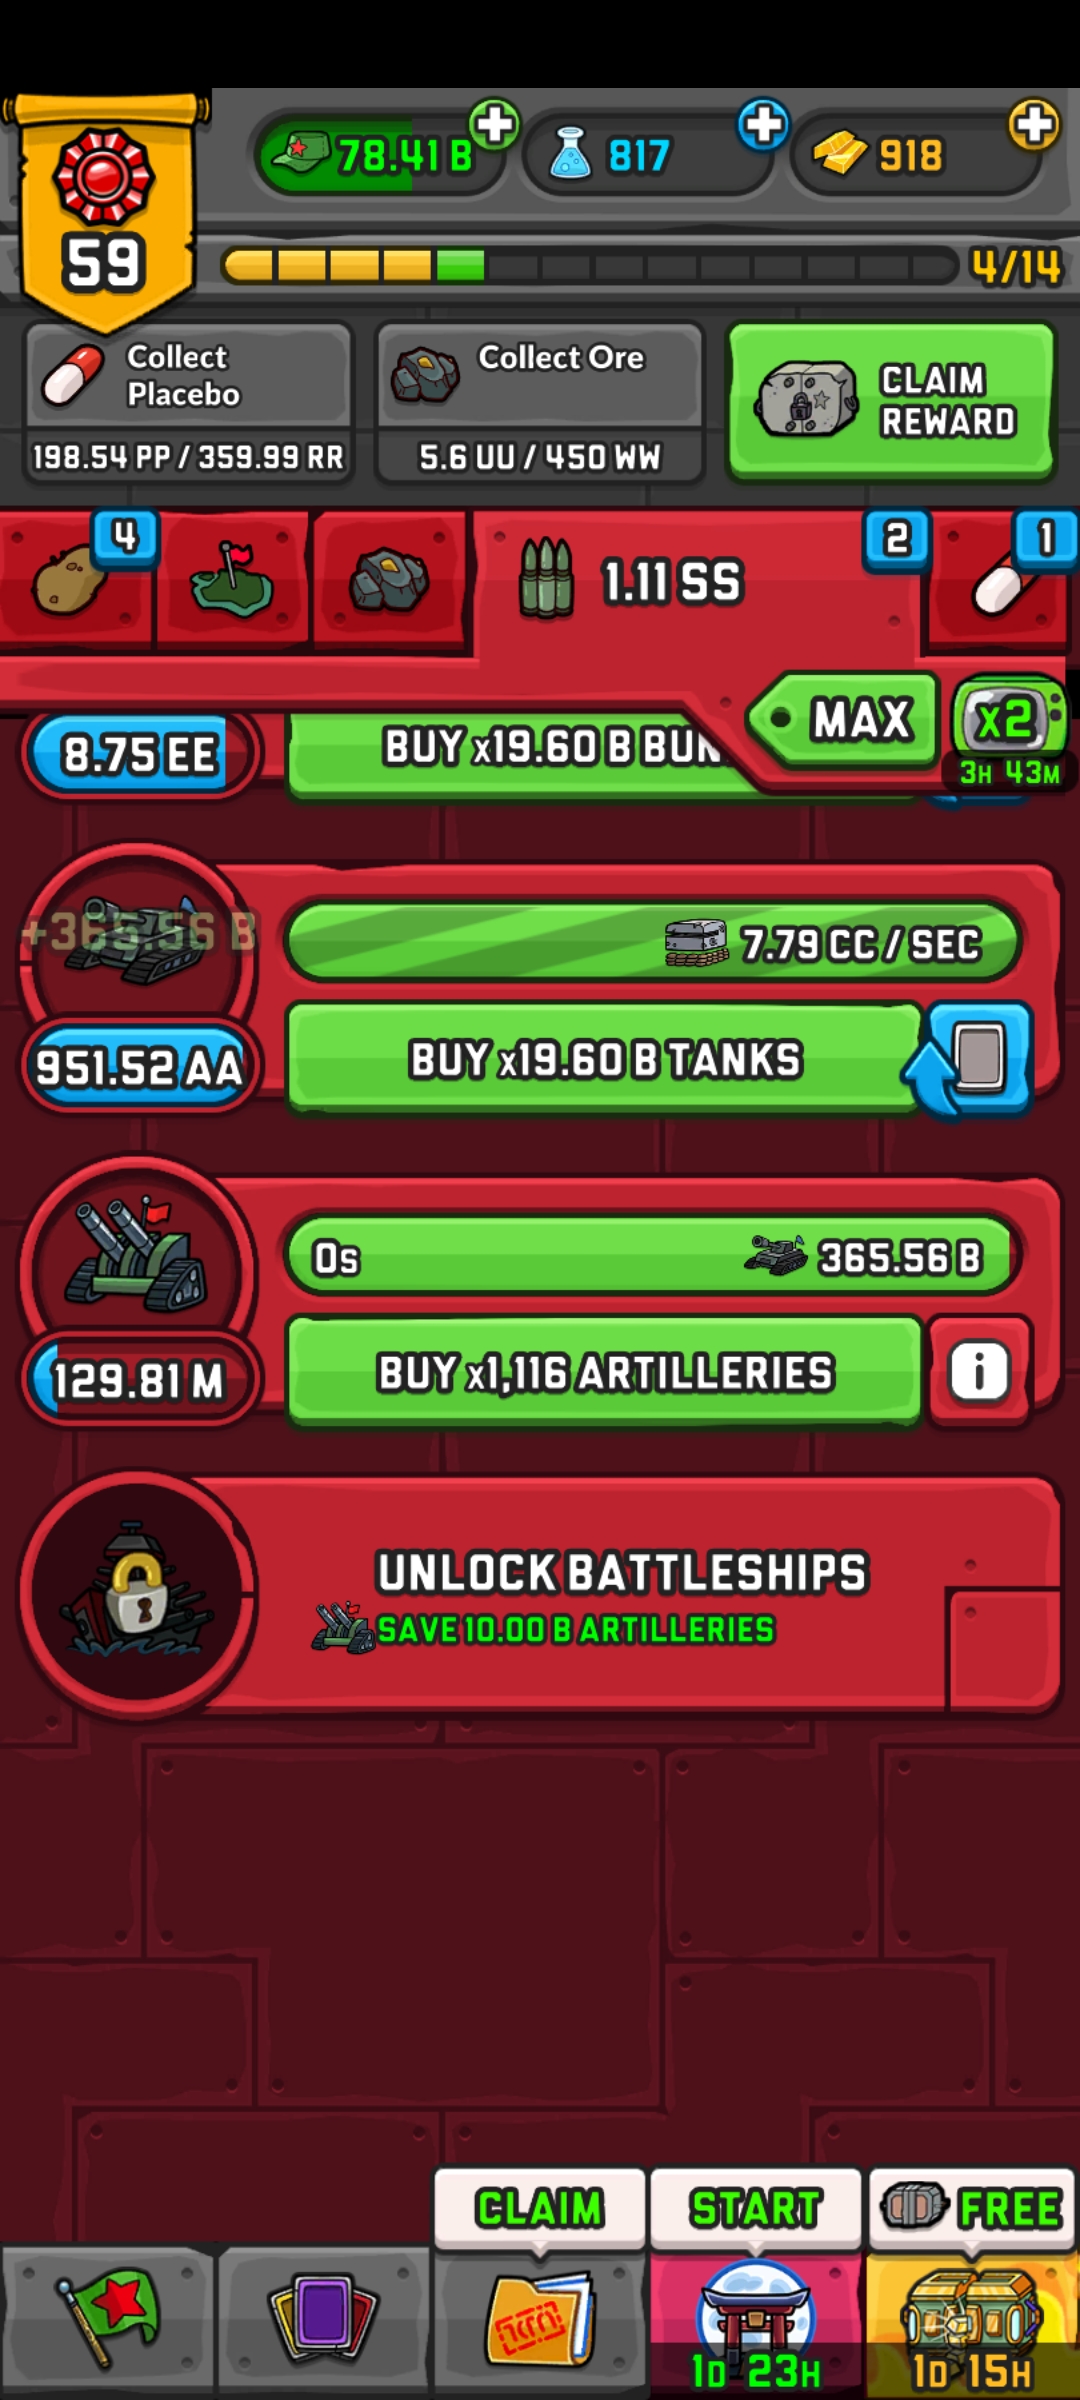 78.41 B
817
918
59
4/14
Collect
Placebo
198.54 PP / 359.99 RR
Collect Ore
5.6 UU / 450 WW
CLAIM
REWARD
4
1.11 SS
2
1
MAX
x2
3H 43M
8.75 EE
BUY x19.60 B BUN
+365.56 B
7.79 CC / SEC
951.52 AA
BUY x19.60 B TANKS
0s
365.56 B
129.81 M
BUY x1,116 ARTILLERIES
i
UNLOCK BATTLESHIPS
SAVE 10.00 B ARTILLERIES
CLAIM
START
FREE
1D 23H
1D 15H